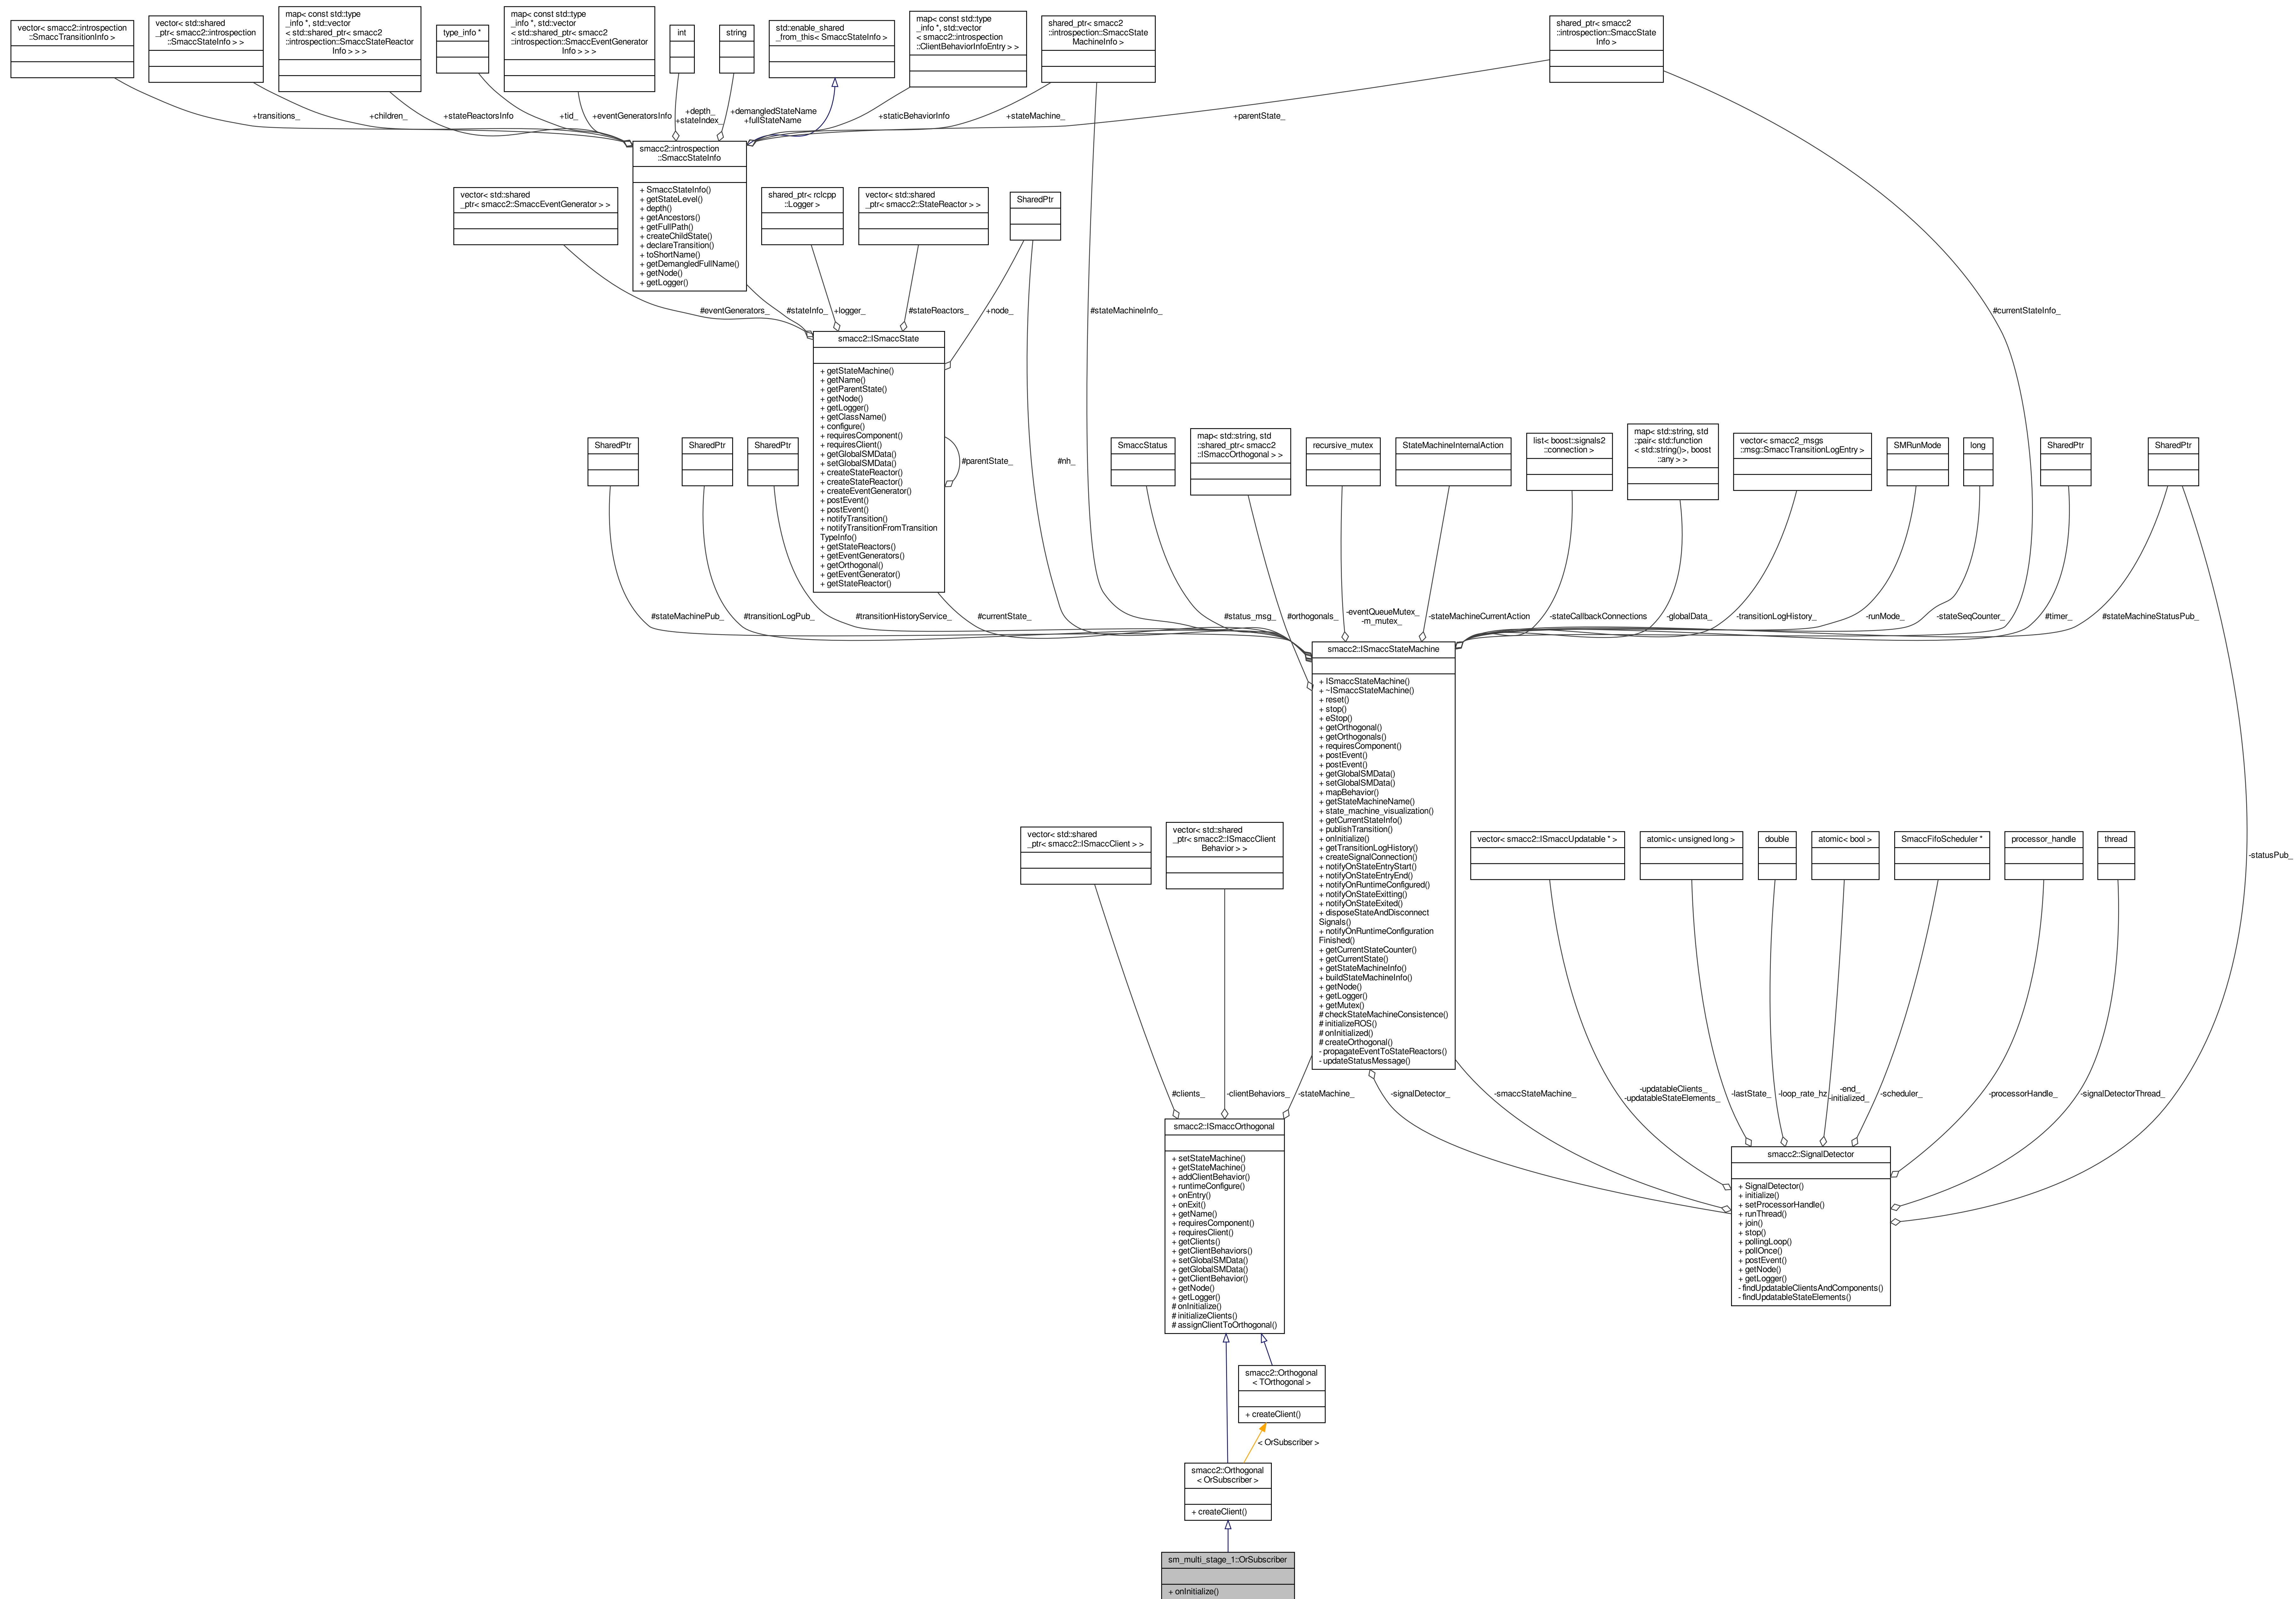 vector< smacc2::introspection
::SmaccTransitionInfo >
vector< std::shared
_ptr< smacc2::introspection
::SmaccStateInfo > >
map< const std::type
_info *, std::vector
< std::shared_ptr< smacc2
::introspection::SmaccStateReactor
Info > > >
type_info *
map< const std::type
_info *, std::vector
< std::shared_ptr< smacc2
::introspection::SmaccEventGenerator
Info > > >
int
string
std::enable_shared
_from_this< SmaccStateInfo >
map< const std::type
_info *, std::vector
< smacc2::introspection
::ClientBehaviorInfoEntry > >
shared_ptr< smacc2
::introspection::SmaccState
MachineInfo >
shared_ptr< smacc2
::introspection::SmaccState
Info >
+transitions_
+children_
+stateReactorsInfo
+tid_
+eventGeneratorsInfo
+depth_
+stateIndex_
+demangledStateName
+fullStateName
+staticBehaviorInfo
+stateMachine_
+parentState_
smacc2::introspection
::SmaccStateInfo
+ SmaccStateInfo()
+ getStateLevel()
+ depth()
+ getAncestors()
+ getFullPath()
+ createChildState()
+ declareTransition()
+ toShortName()
+ getDemangledFullName()
+ getNode()
+ getLogger()
vector< std::shared
_ptr< smacc2::SmaccEventGenerator > >
shared_ptr< rclcpp
::Logger >
vector< std::shared
_ptr< smacc2::StateReactor > >
SharedPtr
#eventGenerators_
#stateInfo_
+logger_
#stateReactors_
+node_
#stateMachineInfo_
#currentStateInfo_
smacc2::ISmaccState
+ getStateMachine()
+ getName()
+ getParentState()
+ getNode()
+ getLogger()
+ getClassName()
+ configure()
+ requiresComponent()
+ requiresClient()
+ getGlobalSMData()
+ setGlobalSMData()
+ createStateReactor()
+ createStateReactor()
+ createEventGenerator()
+ postEvent()
+ postEvent()
+ notifyTransition()
+ notifyTransitionFromTransition
TypeInfo()
+ getStateReactors()
+ getEventGenerators()
+ getOrthogonal()
+ getEventGenerator()
+ getStateReactor()
#parentState_
#nh_
SharedPtr
SharedPtr
SharedPtr
SmaccStatus
map< std::string, std
::shared_ptr< smacc2
::ISmaccOrthogonal > >
recursive_mutex
StateMachineInternalAction
list< boost::signals2
::connection >
map< std::string, std
::pair< std::function
< std::string()>, boost
::any > >
vector< smacc2_msgs
::msg::SmaccTransitionLogEntry >
SMRunMode
long
SharedPtr
SharedPtr
#stateMachinePub_
#transitionLogPub_
#transitionHistoryService_
#currentState_
#status_msg_
#orthogonals_
-eventQueueMutex_
-m_mutex_
-stateMachineCurrentAction
-stateCallbackConnections
-globalData_
-transitionLogHistory_
-runMode_
-stateSeqCounter_
#timer_
#stateMachineStatusPub_
smacc2::ISmaccStateMachine
+ ISmaccStateMachine()
+ ~ISmaccStateMachine()
+ reset()
+ stop()
+ eStop()
+ getOrthogonal()
+ getOrthogonals()
+ requiresComponent()
+ postEvent()
+ postEvent()
+ getGlobalSMData()
+ setGlobalSMData()
+ mapBehavior()
+ getStateMachineName()
+ state_machine_visualization()
+ getCurrentStateInfo()
+ publishTransition()
+ onInitialize()
+ getTransitionLogHistory()
+ createSignalConnection()
+ notifyOnStateEntryStart()
+ notifyOnStateEntryEnd()
+ notifyOnRuntimeConfigured()
+ notifyOnStateExitting()
+ notifyOnStateExited()
+ disposeStateAndDisconnect
Signals()
+ notifyOnRuntimeConfiguration
Finished()
+ getCurrentStateCounter()
+ getCurrentState()
+ getStateMachineInfo()
+ buildStateMachineInfo()
+ getNode()
+ getLogger()
+ getMutex()
# checkStateMachineConsistence()
# initializeROS()
# onInitialized()
# createOrthogonal()
- propagateEventToStateReactors()
- updateStatusMessage()
vector< std::shared
_ptr< smacc2::ISmaccClient > >
vector< std::shared
_ptr< smacc2::ISmaccClient
Behavior > >
vector< smacc2::ISmaccUpdatable * >
atomic< unsigned long >
double
atomic< bool >
SmaccFifoScheduler *
processor_handle
thread
-statusPub_
#clients_
-clientBehaviors_
-stateMachine_
-signalDetector_
-smaccStateMachine_
-updatableClients_
-updatableStateElements_
-lastState_
-loop_rate_hz
-end_
-initialized_
-scheduler_
-processorHandle_
-signalDetectorThread_
smacc2::ISmaccOrthogonal
+ setStateMachine()
+ getStateMachine()
+ addClientBehavior()
+ runtimeConfigure()
+ onEntry()
+ onExit()
+ getName()
+ requiresComponent()
+ requiresClient()
+ getClients()
+ getClientBehaviors()
+ setGlobalSMData()
+ getGlobalSMData()
+ getClientBehavior()
+ getNode()
+ getLogger()
# onInitialize()
# initializeClients()
# assignClientToOrthogonal()
smacc2::SignalDetector
+ SignalDetector()
+ initialize()
+ setProcessorHandle()
+ runThread()
+ join()
+ stop()
+ pollingLoop()
+ pollOnce()
+ postEvent()
+ getNode()
+ getLogger()
- findUpdatableClientsAndComponents()
- findUpdatableStateElements()
smacc2::Orthogonal
< TOrthogonal >
+ createClient()
< OrSubscriber >
smacc2::Orthogonal
< OrSubscriber >
+ createClient()
sm_multi_stage_1::OrSubscriber
+ onInitialize()